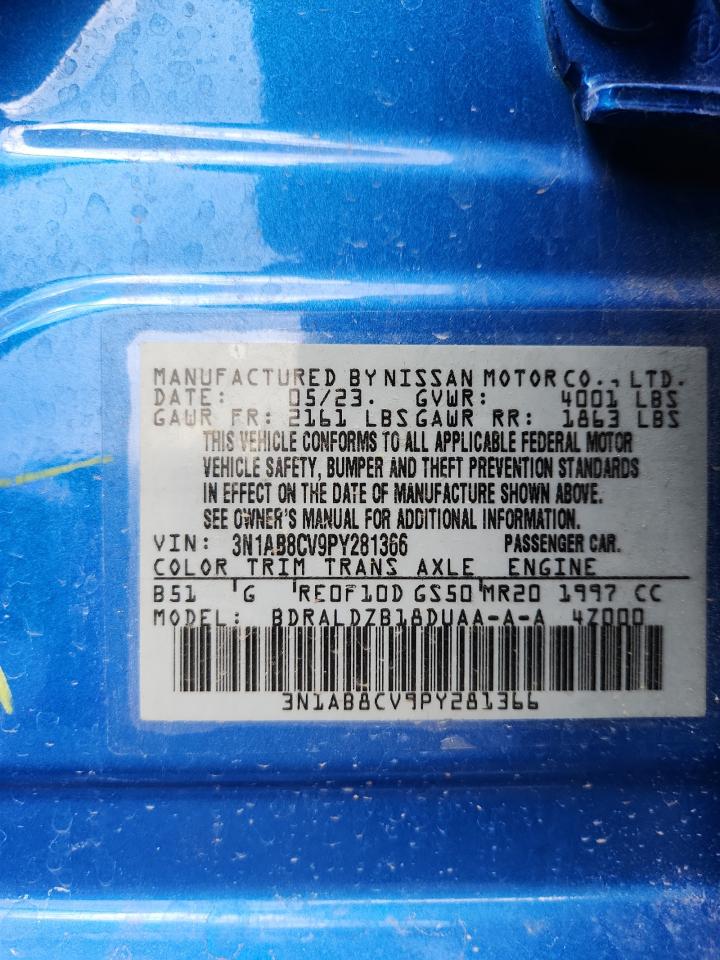 MANUFACTURED BY NISSAN MOTOR CO., LTD.
DATE: 05/23. GVWR: 4001 LBS
GAWR FR: 2161 LBS GAWR RR: 1863 LBS
THIS VEHICLE CONFORMS TO ALL APPLICABLE FEDERAL MOTOR
VEHICLE SAFETY, BUMPER AND THEFT PREVENTION STANDARDS
IN EFFECT ON THE DATE OF MANUFACTURE SHOWN ABOVE.
SEE OWNER'S MANUAL FOR ADDITIONAL INFORMATION.
VIN: 3N1AB8CV9PY281366 PASSENGER CAR.
COLOR TRIM TRANS AXLE ENGINE
B51 G RE0F10D GS50 MR20 1997 CC
MODEL: BDRALDZB18DUAA-A-A 4Z000
3N1AB8CV9PY281366